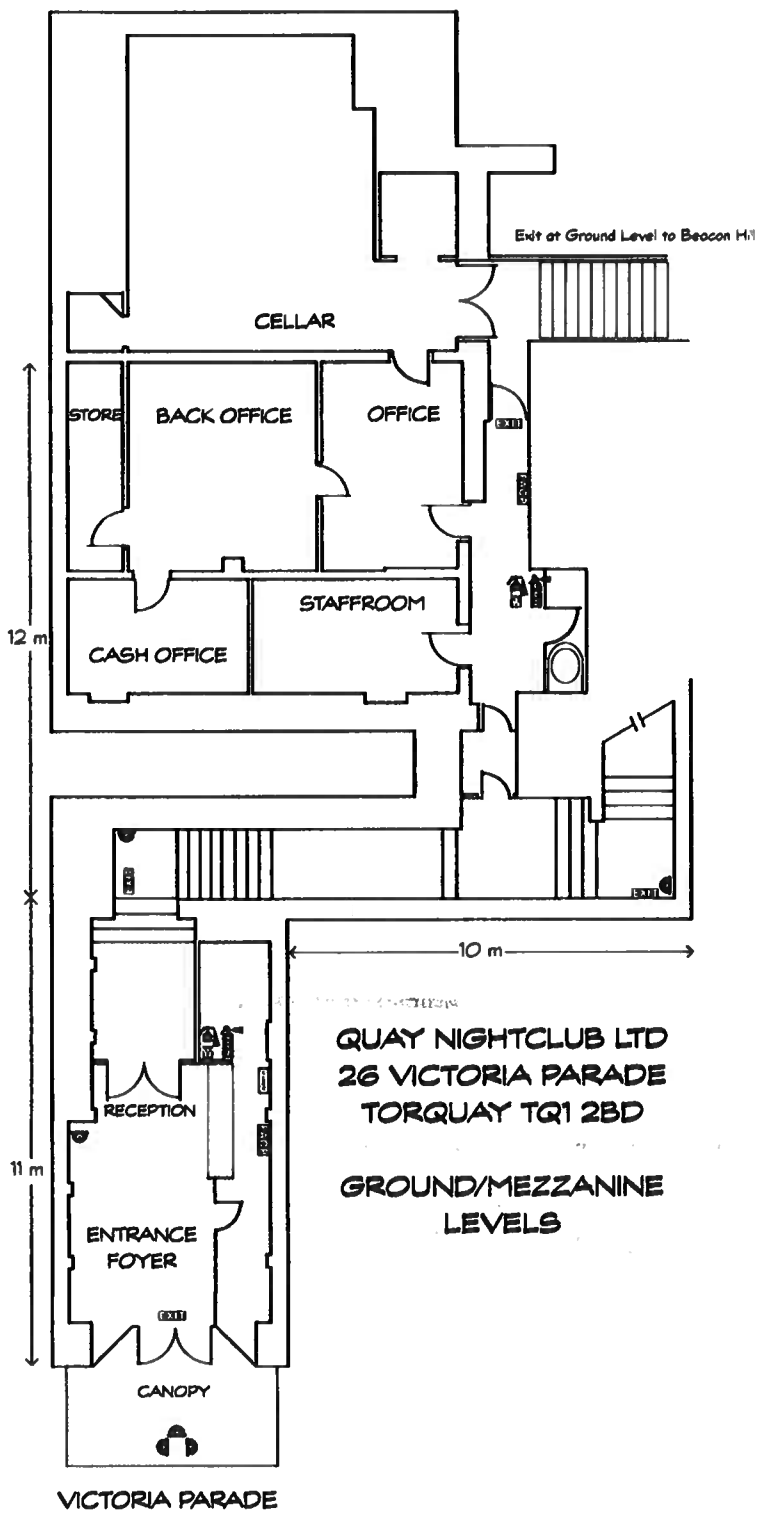 Exit at Ground Level to Beacon Hil
CELLAR
STORE
BACK OFFICE
OFFICE
EXIT
STAFFROOM
12 m
CASH OFFICE
EXIT
EXIT
10 m
QUAY NIGHTCLUB LTD
26 VICTORIA PARADE
TORQUAY TQ1 2BD
RECEPTION
11 m
GROUND/MEZZANINE
LEVELS
ENTRANCE
FOYER
EXIT
CANOPY
VICTORIA PARADE